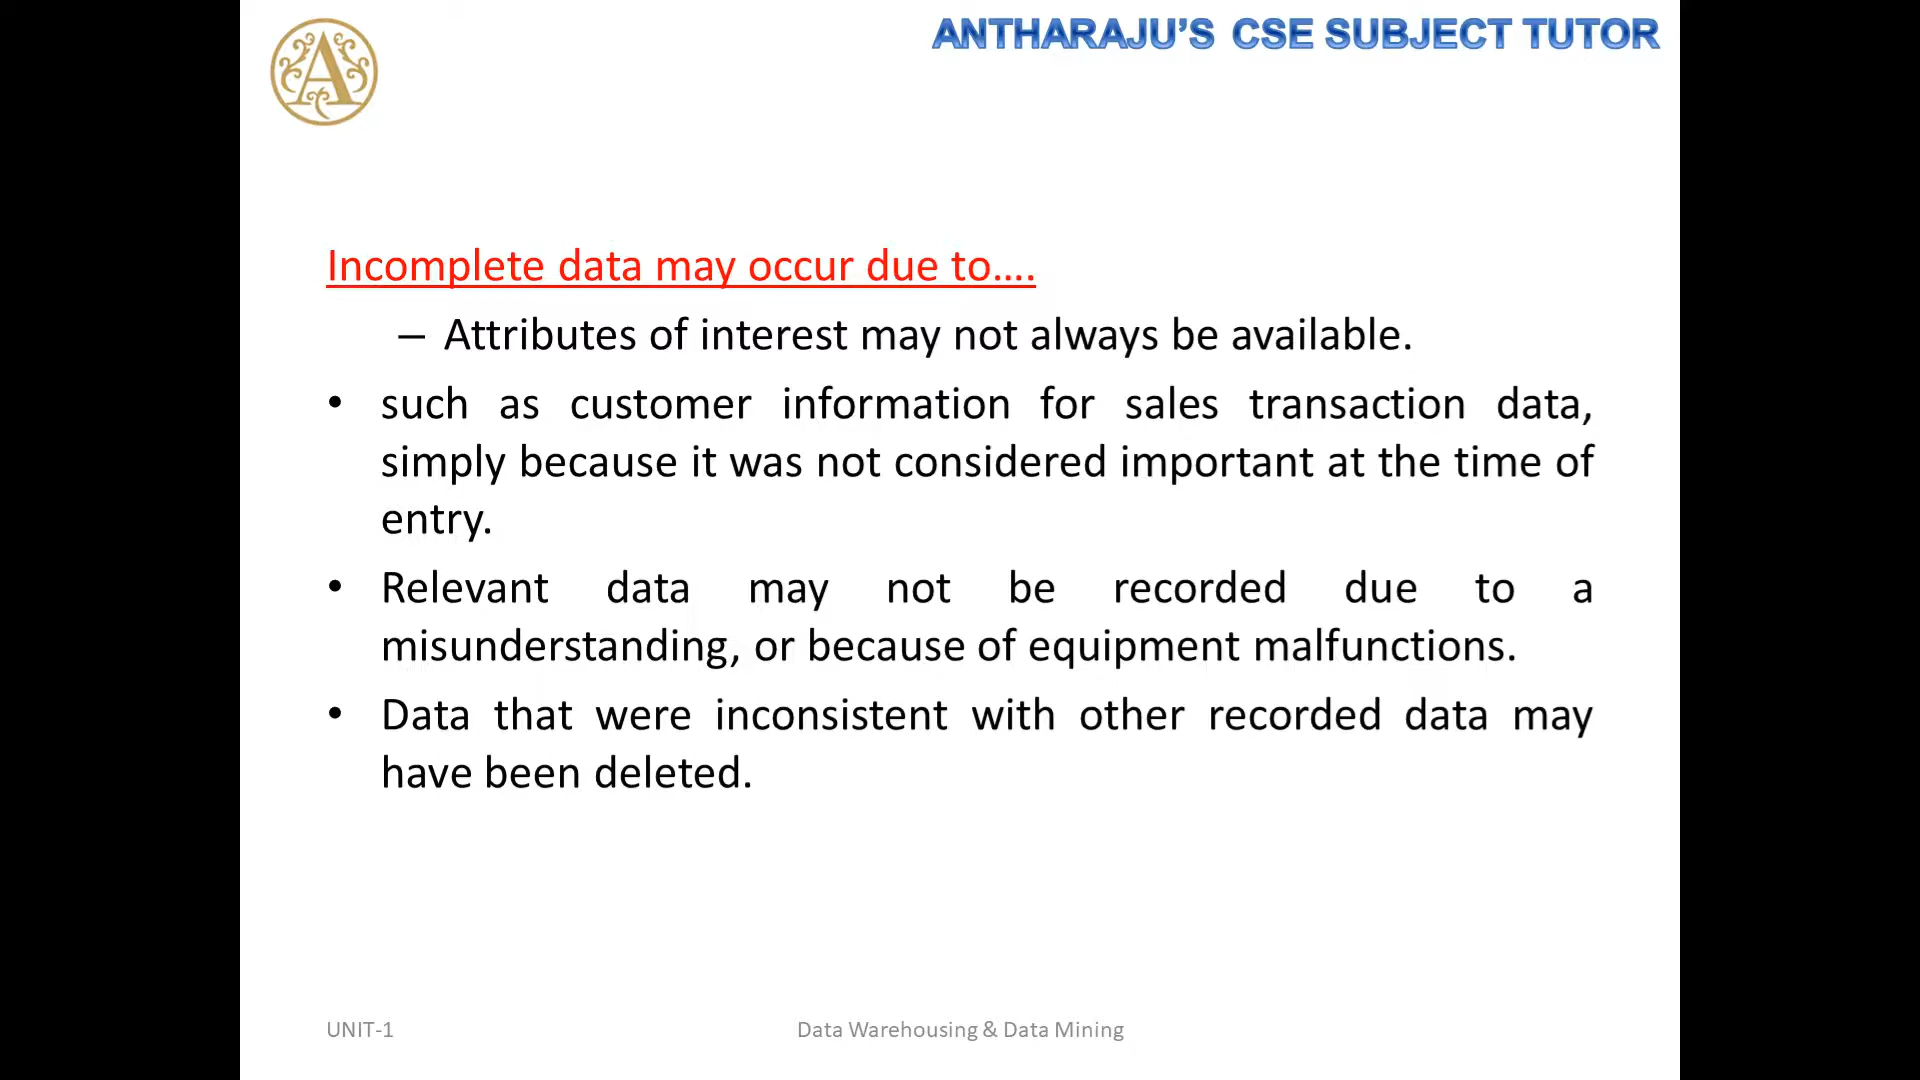 A
ANTHARAJU'S CSE SUBJECT TUTOR
Incomplete data may occur due to....
– Attributes of interest may not always be available.
• such as customer information for sales transaction data,
simply because it was not considered important at the time of
entry.
• Relevant data may not be recorded due to a
misunderstanding, or because of equipment malfunctions.
• Data that were inconsistent with other recorded data may
have been deleted.
UNIT-1
Data Warehousing & Data Mining